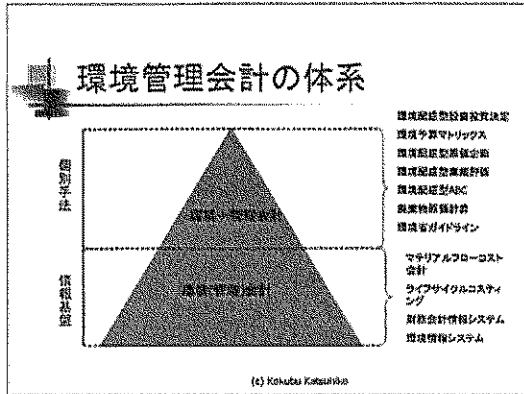 環境管理会計の体系
個別手法
環境+管理会計
情報基盤
環境管理会計
環境配慮型設備投資決定
環境予算マトリックス
環境配慮型原価企画
環境配慮型業績評価
環境配慮型ABC
廃棄物原価計算
環境省ガイドライン
マテリアルフローコスト
会計
ライフサイクルコスティ
ング
財務会計情報システム
環境情報システム
(c) Kokubu Katsuhiko